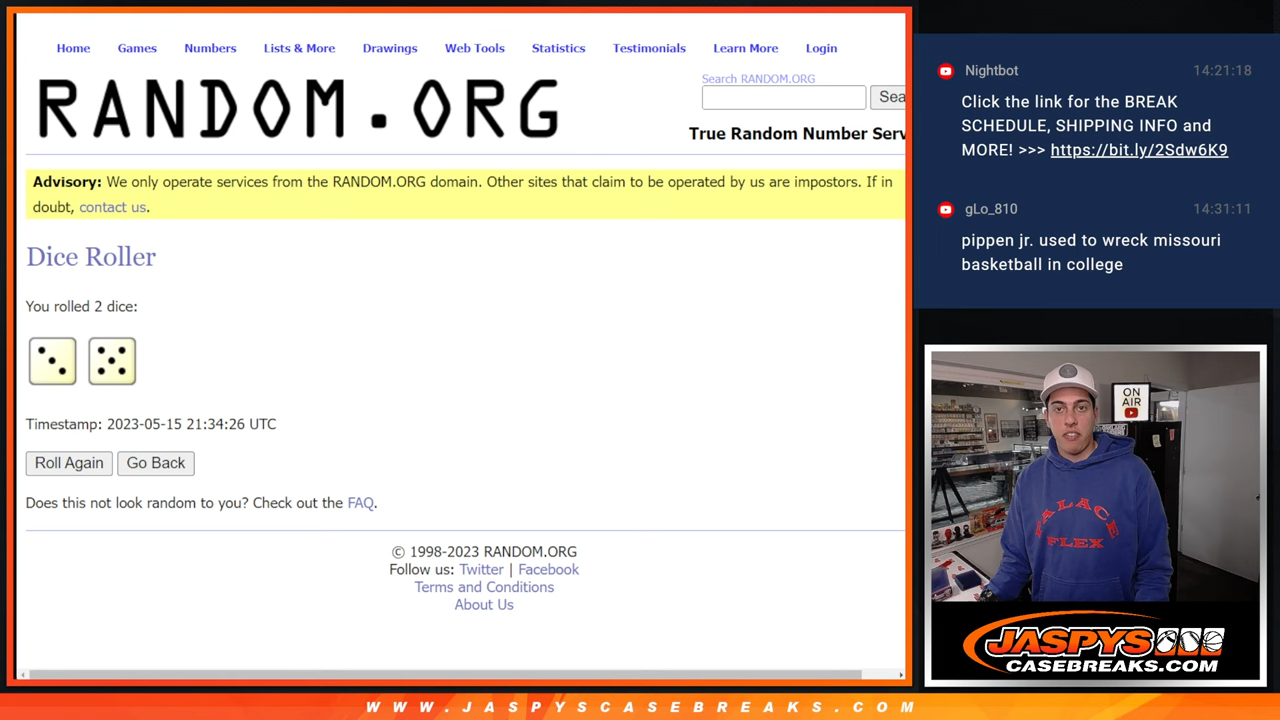 Home Games Numbers Lists & More Drawings Web Tools Statistics Testimonials Learn More Login
RANDOM.ORG
Search RANDOM.ORG
Sea
True Random Number Serv
Advisory: We only operate services from the RANDOM.ORG domain. Other sites that claim to be operated by us are impostors. If in
doubt, contact us.
Dice Roller
You rolled 2 dice:
Timestamp: 2023-05-15 21:34:26 UTC
Roll Again Go Back
Does this not look random to you? Check out the FAQ.
© 1998-2023 RANDOM.ORG
Follow us: Twitter | Facebook
Terms and Conditions
About Us
Nightbot 14:21:18
Click the link for the BREAK
SCHEDULE, SHIPPING INFO and
MORE! >>> https://bit.ly/2Sdw6K9
gLo_810 14:31:11
pippen jr. used to wreck missouri
basketball in college
ON
AIR
PALACE
FLEX
JASPYS
CASEBREAKS.COM
WWW.JASPYSCASEBREAKS.COM